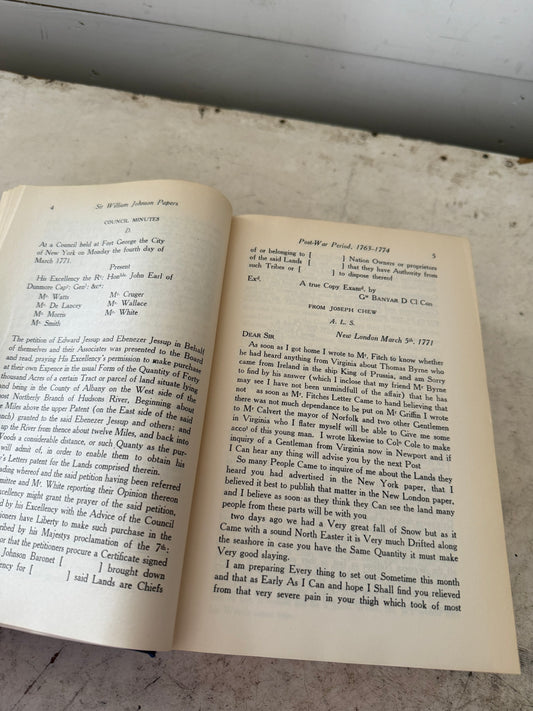 4 Sir William Johnson Papers
COUNCIL MINUTES
D.
At a Council held at Fort George the City
of New York on Monday the fourth day of
March 1771.
Present
His Excellency the Rt Honble John Earl of
Dunmore Capt: Genl: &ca:
Mr Watts Mr Cruger
Mr De Lancey Mr Wallace
Mr Morris Mr White
Mr Smith
The petition of Edward Jessup and Ebenezer Jessup in Behalf
of themselves and their Associates was presented to the Board
and read, praying His Excellency's permission to make purchase
at their own Expence in the usual Form of the Quantity of Forty
thousand Acres of a certain Tract or parcel of land situate lying
and being in the County of Albany on the West side of the
most Northerly Branch of Hudsons River, Beginning about
Miles above the upper Patent (on the East side of the said
granted to the said Ebenezer Jessup and others: and
up the River from thence about twelve Miles, and back into
Woods a considerable distance, or such Quanty as the pur-
will admit of, in order to enable them to obtain his
Letters patent for the Lands comprised therein.
wherof and the said petition having been referred
mittee and Mr White reporting their Opinion thereon
cellency might grant the prayer of the said petition,
d by his Excellency with the Advice of the Council
ioners have Liberty to make such purchase in the
ribed by his Majestys proclamation of the 7th:
or that the petitioners procure a Certificate signed
Johnson Baronet [ ] brought down
ency for [ ] said Lands are Chiefs
Post-War Period, 1763-1774 5
of or belonging to [ ] Nation Owners or proprietors
of the said Lands [ ] that they have Authority from
such Tribes or [ ] to dispose thereof
Exd.
A true Copy Examd. by
Go BANYAR D Cl Con
FROM JOSEPH CHEW
A. L. S.
New London March 5th, 1771
DEAR SIR
As soon as I got home I wrote to Mr. Fitch to know whether
he had heard anything from Virginia about Thomas Byrne who
came from Ireland in the ship King of Prussia, and am Sorry
to find by his answer (which I inclose that my friend Mr Byrne
may see I have not been unmindfull of the affair) that he has
not as soon as Mr. Fitches Letter Came to hand believing that
there was not much dependance to be put on Mr Griffin I wrote
to Mr Calvert the mayor of Norfolk and two other Gentlemen
in Virginia who I flater myself will be able to Give me some
accot of this young man. I wrote likewise to Colo Cole to make
inquiry of a Gentleman from Virginia now in Newport and if
I Can hear any thing will advise you by the next Post
So many People Came to inquire of me about the Lands they
heard you had advertised in the New York paper, that I
believed it best to publish that matter in the New London paper,
and I believe as soon as they think they Can see the land many
people from these parts will be with you
two days ago we had a Very great fall of Snow but as it
Came with a sound North Easter it is Very much Drifted along
the seashore in case you have the Same Quantity it must make
Very good slaying.
I am preparing Every thing to set out Sometime this month
and that as Early As I Can and hope I Shall find you relieved
from that very severe pain in your thigh which took of most